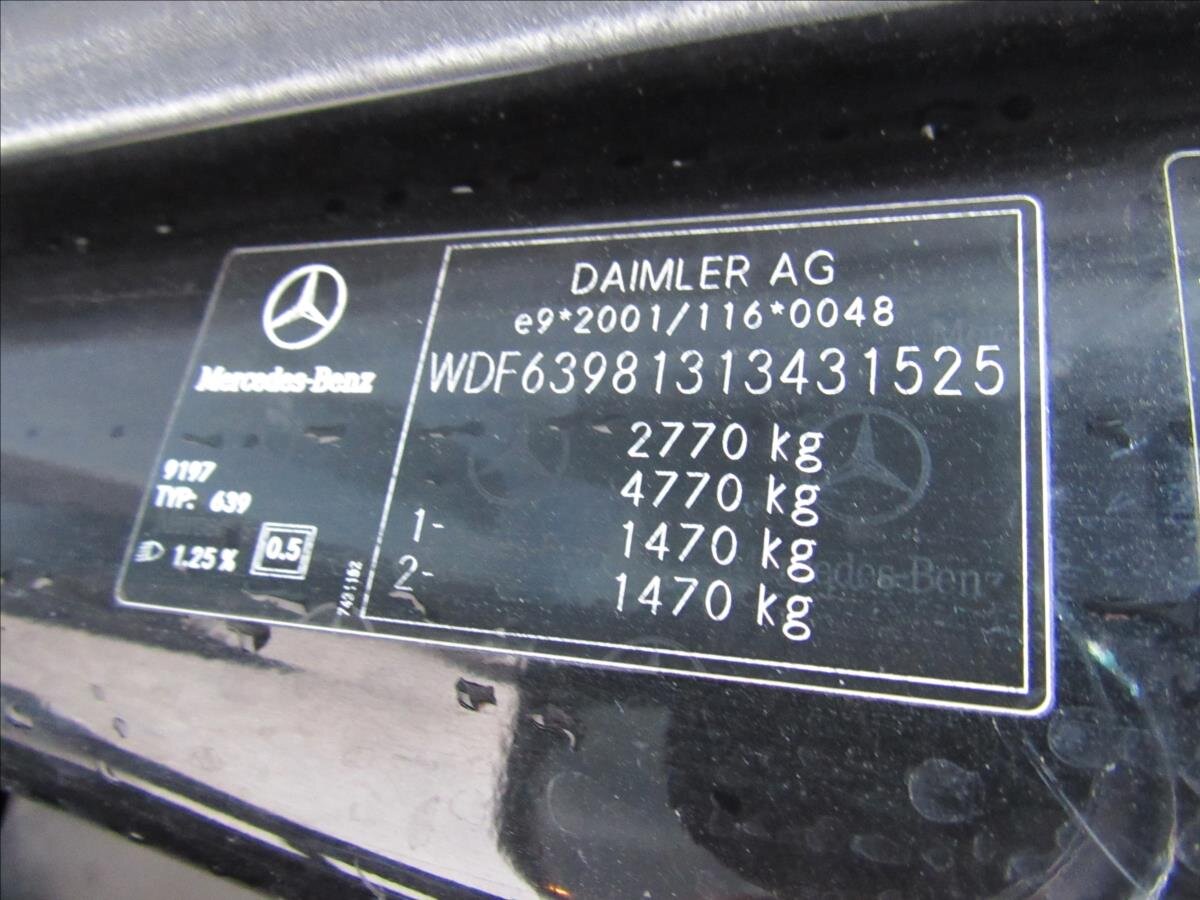 Mercedes-Benz
9197
TYP: 639
1.25 %
0.5
7421162
DAIMLER AG
e9*2001/116*0048
WDF63981313431525
2770 kg
4770 kg
1- 1470 kg
2- 1470 kg